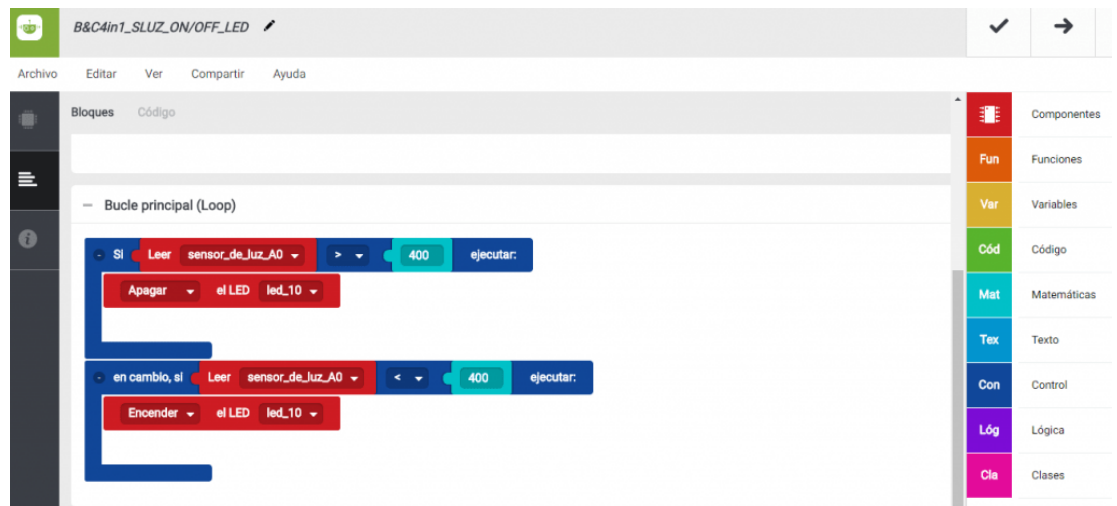 B&C4in1_SLUZ_ON/OFF_LED
Archivo Editar Ver Compartir Ayuda
Bloques Código
Bucle principal (Loop)
Si Leer sensor_de_luz_A0 > 400 ejecutar:
Apagar el LED led_10
en cambio, si Leer sensor_de_luz_A0 < 400 ejecutar:
Encender el LED led_10
Componentes
Fun Funciones
Var Variables
Cód Código
Mat Matemáticas
Tex Texto
Con Control
Lóg Lógica
Cla Clases